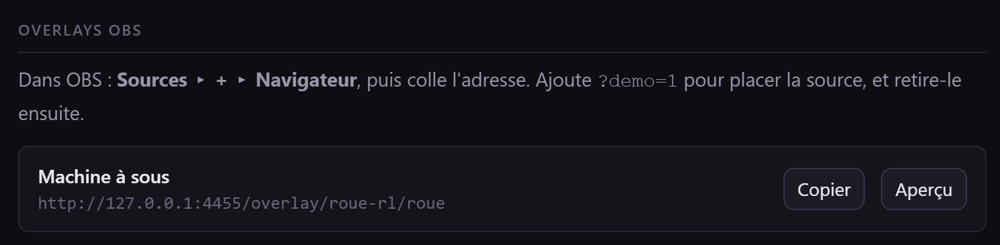 OVERLAYS OBS
Dans OBS : Sources ▸ + ▸ Navigateur, puis colle l'adresse. Ajoute ?demo=1 pour placer la source, et retire-le
ensuite.
Machine à sous
http://127.0.0.1:4455/overlay/roue-rl/roue
Copier
Aperçu